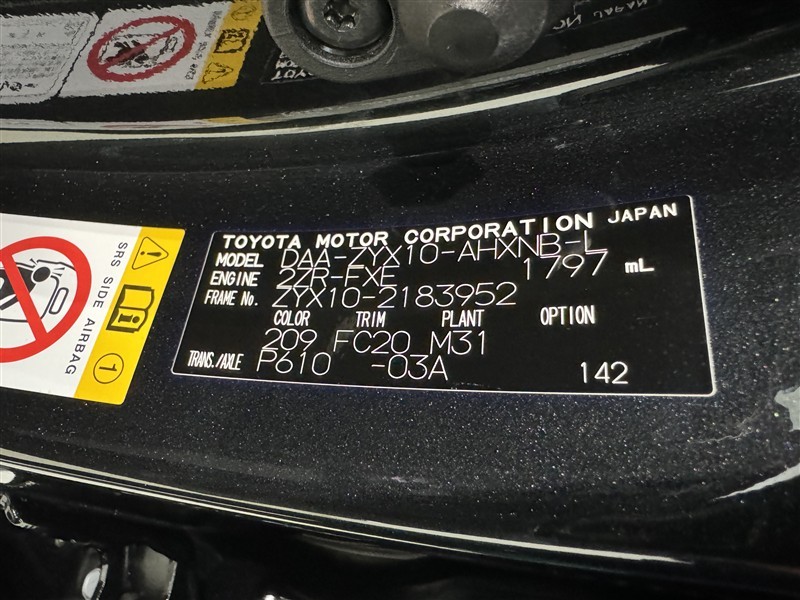 TOYOTA MOTOR CORPORATION JAPAN
MODEL DAA-ZYX10-AHXNB-L
ENGINE 2ZR-FXE 1797 mL
FRAME No. ZYX10-2183952
COLOR TRIM PLANT OPTION
209 FC20 M31
TRANS./AXLE P610 -03A 142
SRS SIDE AIRBAG
1